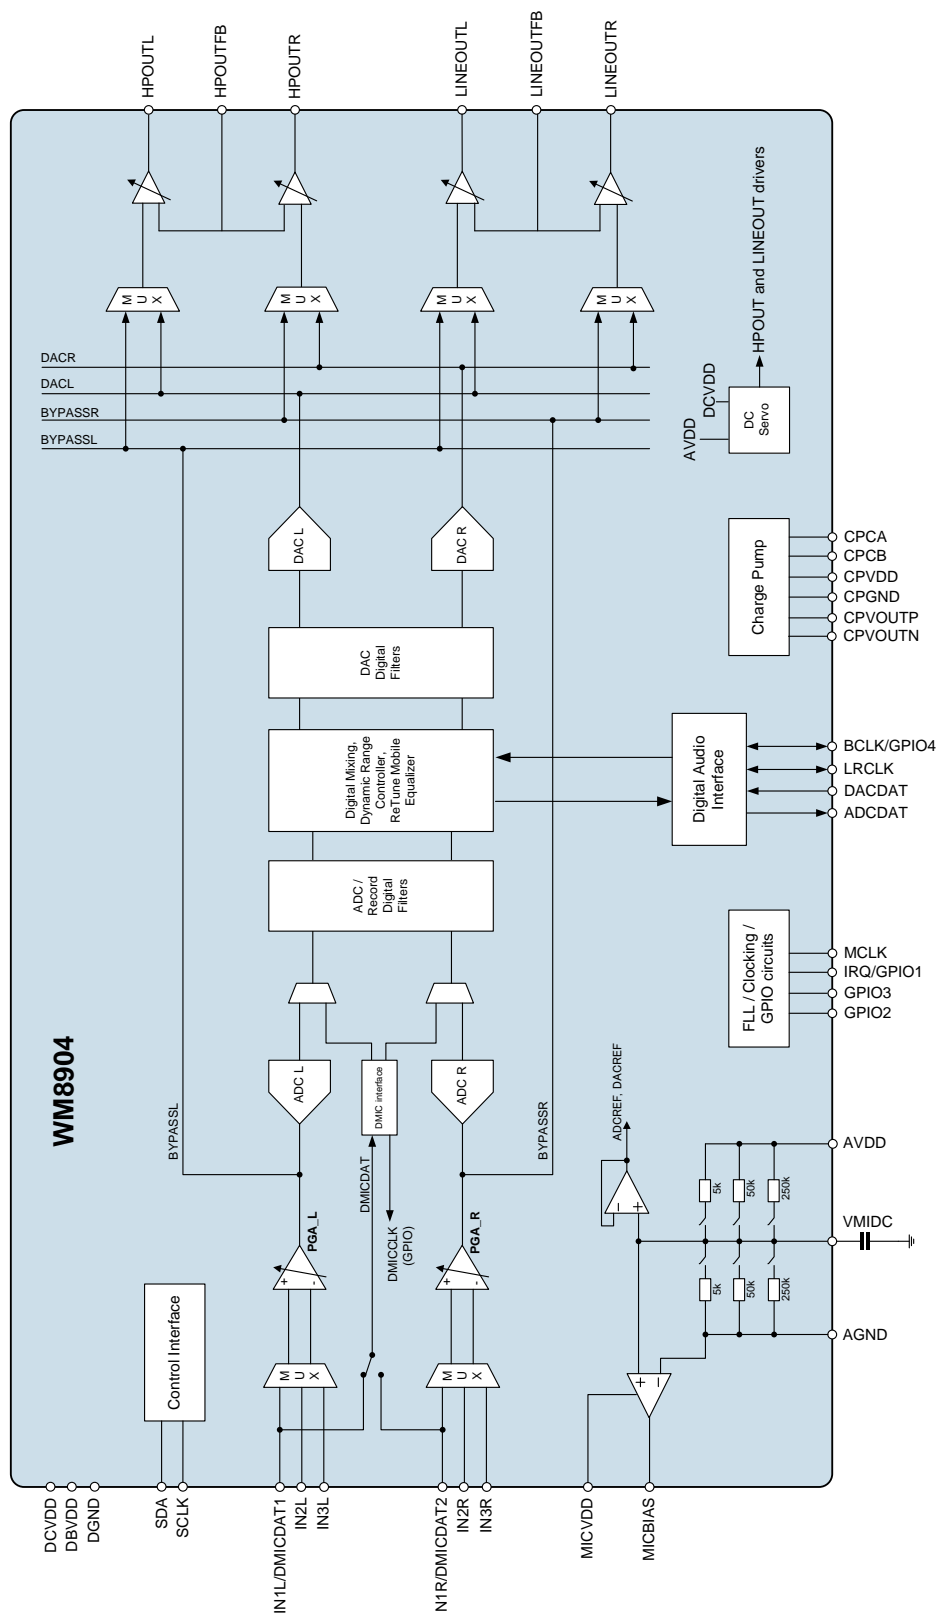 HPOUTL
HPOUTFB
HPOUTR
LINEOUTL
LINEOUTFB
LINEOUTR
M
U
X
M
U
X
M
U
X
M
U
X
DACR
DACL
BYPASSR
BYPASSL
HPOUT and LINEOUT drivers
DC
Servo
DCVDD
AVDD
DAC L
DAC R
Charge Pump
CPCA
CPCB
CPVDD
CPGND
CPVOUTP
CPVOUTN
DAC
Digital
Filters
Digital Mixing,
Dynamic Range
Controller,
ReTune Mobile
Equalizer
Digital Audio
Interface
BCLK/GPIO4
LRCLK
DACDAT
ADCDAT
ADC /
Record
Digital
Filters
FLL / Clocking /
GPIO circuits
MCLK
IRQ/GPIO1
GPIO3
GPIO2
WM8904
ADC L
DMIC interface
ADC R
BYPASSL
BYPASSR
DMICDAT
DMICCLK
(GPIO)
ADCREF, DACREF
-
+
PGA_L
+
-
PGA_R
+
-
5k
50k
250k
5k
50k
250k
AVDD
VMIDC
AGND
Control Interface
M
U
X
M
U
X
+
-
DCVDD
DBVDD
DGND
SDA
SCLK
IN1L/DMICDAT1
IN2L
IN3L
N1R/DMICDAT2
IN2R
IN3R
MICVDD
MICBIAS